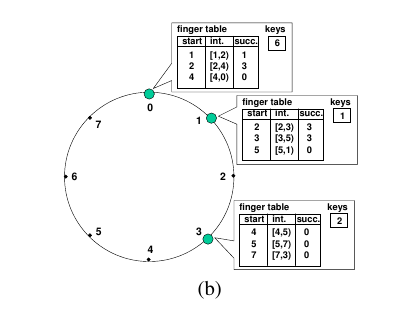 finger table keys
start int. succ. 6
1 [1,2) 1
2 [2,4) 3
4 [4,0) 0
0
finger table keys
start int. succ. 1
2 [2,3) 3
3 [3,5) 3
5 [5,1) 0
7
1
6
2
finger table keys
start int. succ. 2
4 [4,5) 0
5 [5,7) 0
7 [7,3) 0
5
3
4
(b)